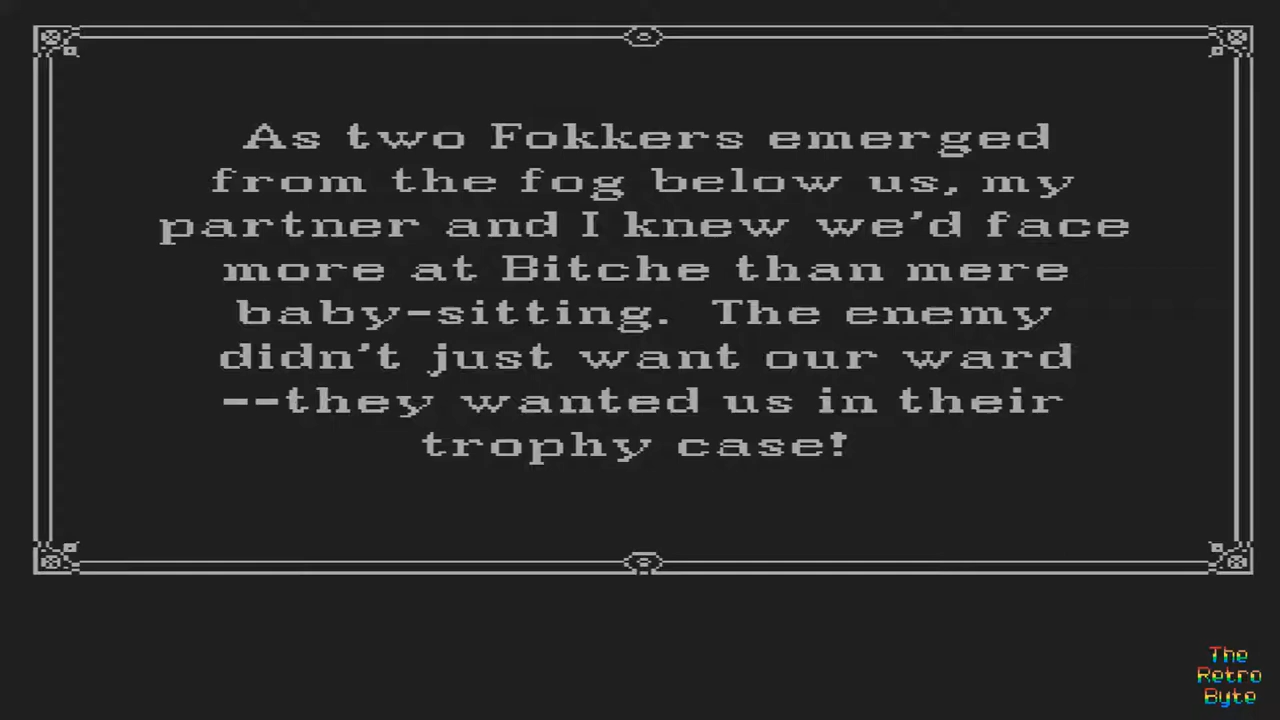 As two Fokkers emerged
from the fog below us, my
partner and I knew we'd face
more at Bitche than mere
baby-sitting.  The enemy
didn't just want our ward
--they wanted us in their
trophy case!
The
Retro
Byte